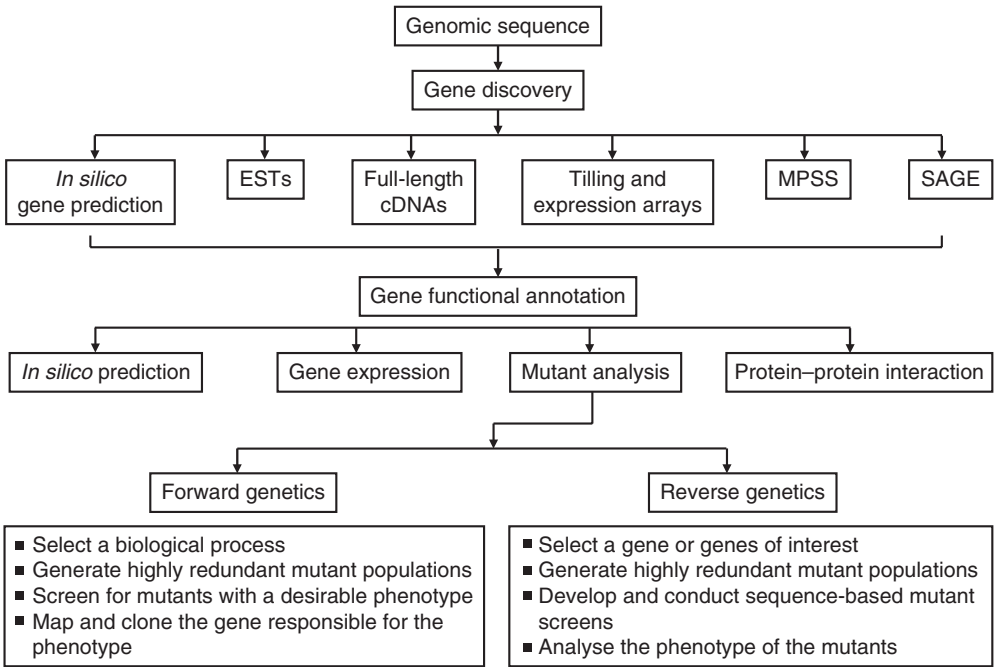 Genomic sequence
Gene discovery
In silico
gene prediction
ESTs
Full-length
cDNAs
Tilling and
expression arrays
MPSS
SAGE
Gene functional annotation
In silico prediction
Gene expression
Mutant analysis
Protein–protein interaction
Forward genetics
Reverse genetics
■ Select a biological process
■ Generate highly redundant mutant populations
■ Screen for mutants with a desirable phenotype
■ Map and clone the gene responsible for the
phenotype
■ Select a gene or genes of interest
■ Generate highly redundant mutant populations
■ Develop and conduct sequence-based mutant
screens
■ Analyse the phenotype of the mutants